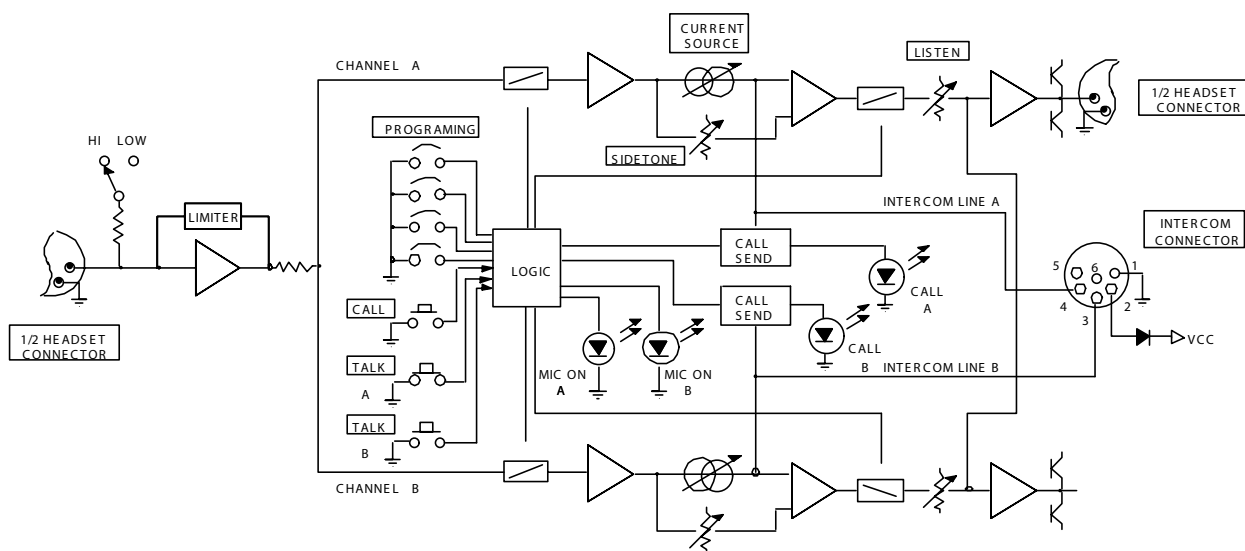 CURRENT
SOURCE
LISTEN
CHANNEL A
1/2 HEADSET
CONNECTOR
PROGRAMING
HI LOW
SIDETONE
INTERCOM LINE A
LIMITER
INTERCOM
CONNECTOR
CALL
SEND
LOGIC
5
6
1
4
2
3
CALL
A
CALL
SEND
CALL
1/2 HEADSET
CONNECTOR
VCC
CALL
B
INTERCOM LINE B
TALK
A
MIC ON
A
MIC ON
B
TALK
B
CHANNEL B